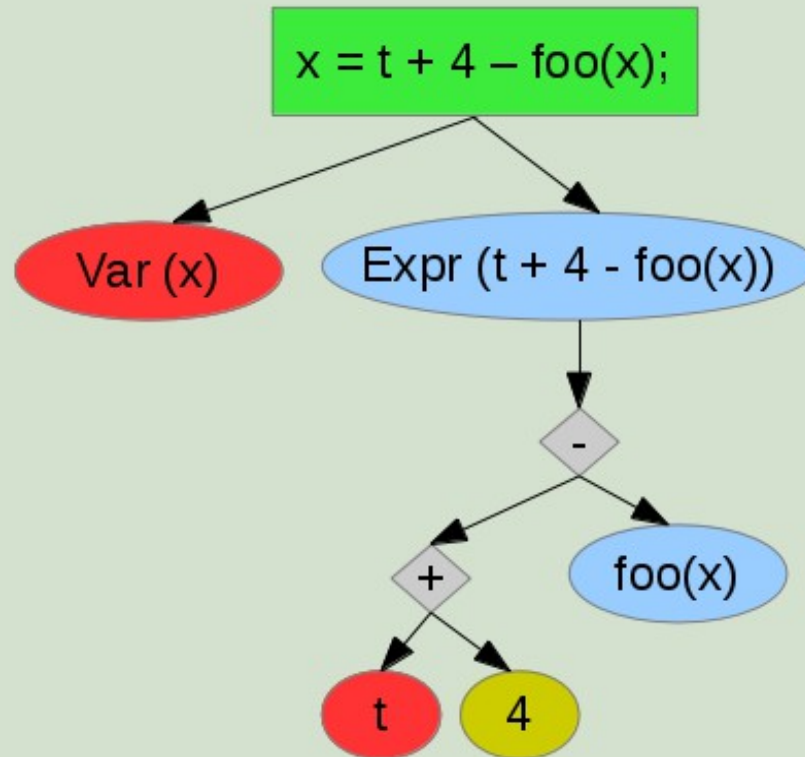 x = t + 4 – foo(x);
Var (x)
Expr (t + 4 - foo(x))
-
+
foo(x)
t
4